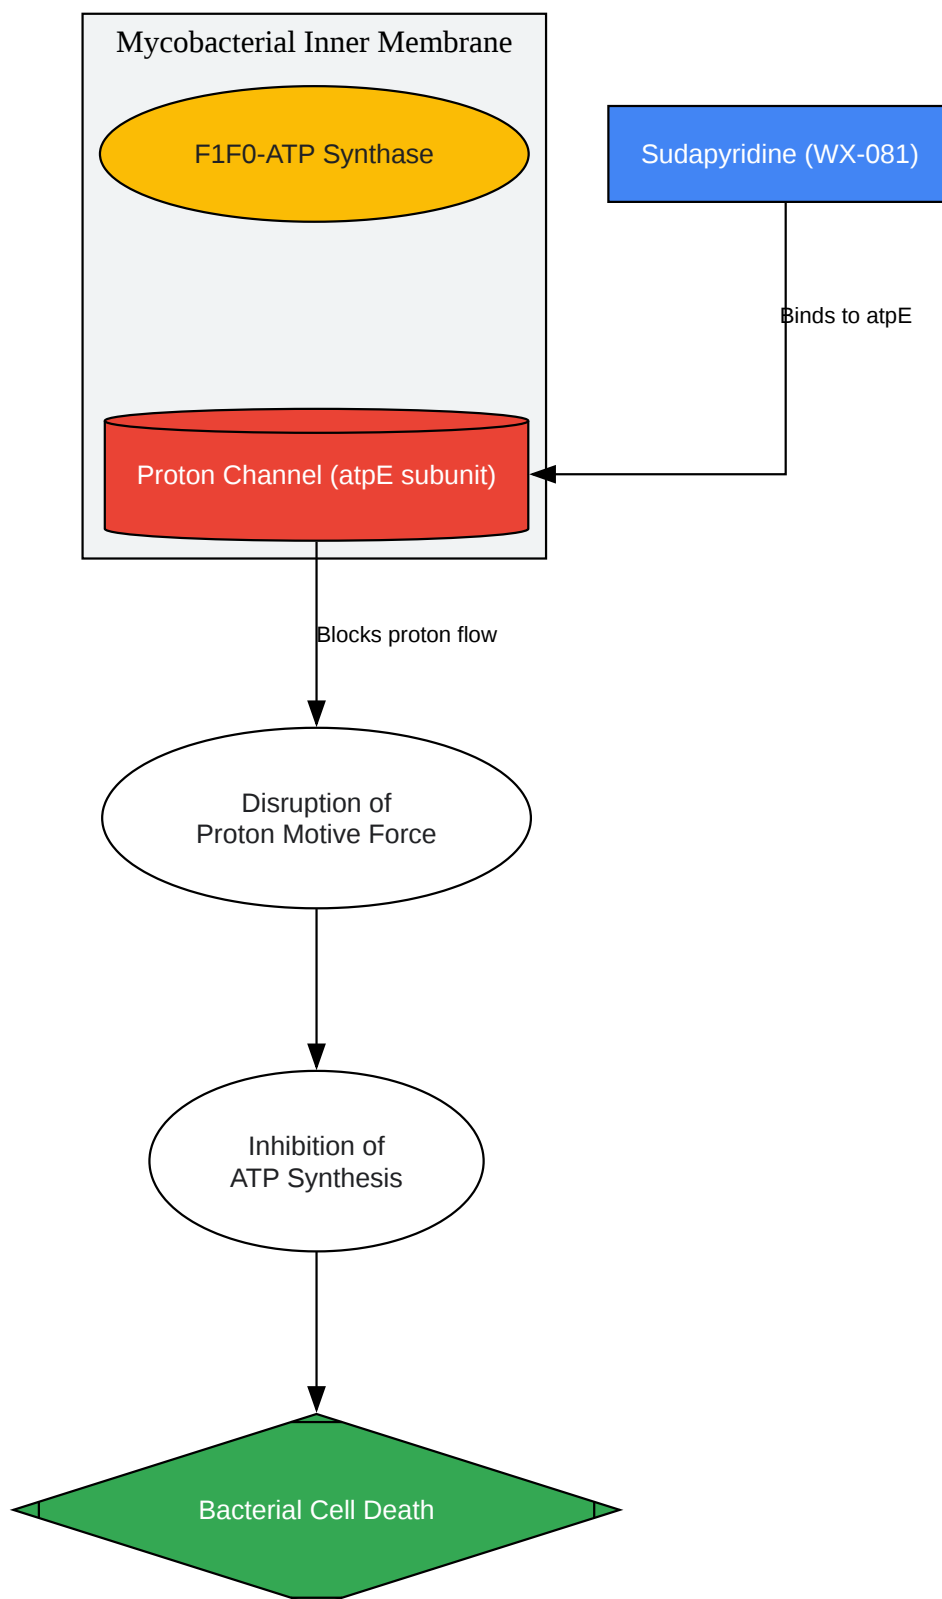 Mycobacterial Inner Membrane
F1F0-ATP Synthase
Sudapyridine (WX-081)
Binds to atpE
Proton Channel (atpE subunit)
Blocks proton flow
Disruption of
Proton Motive Force
Inhibition of
ATP Synthesis
Bacterial Cell Death